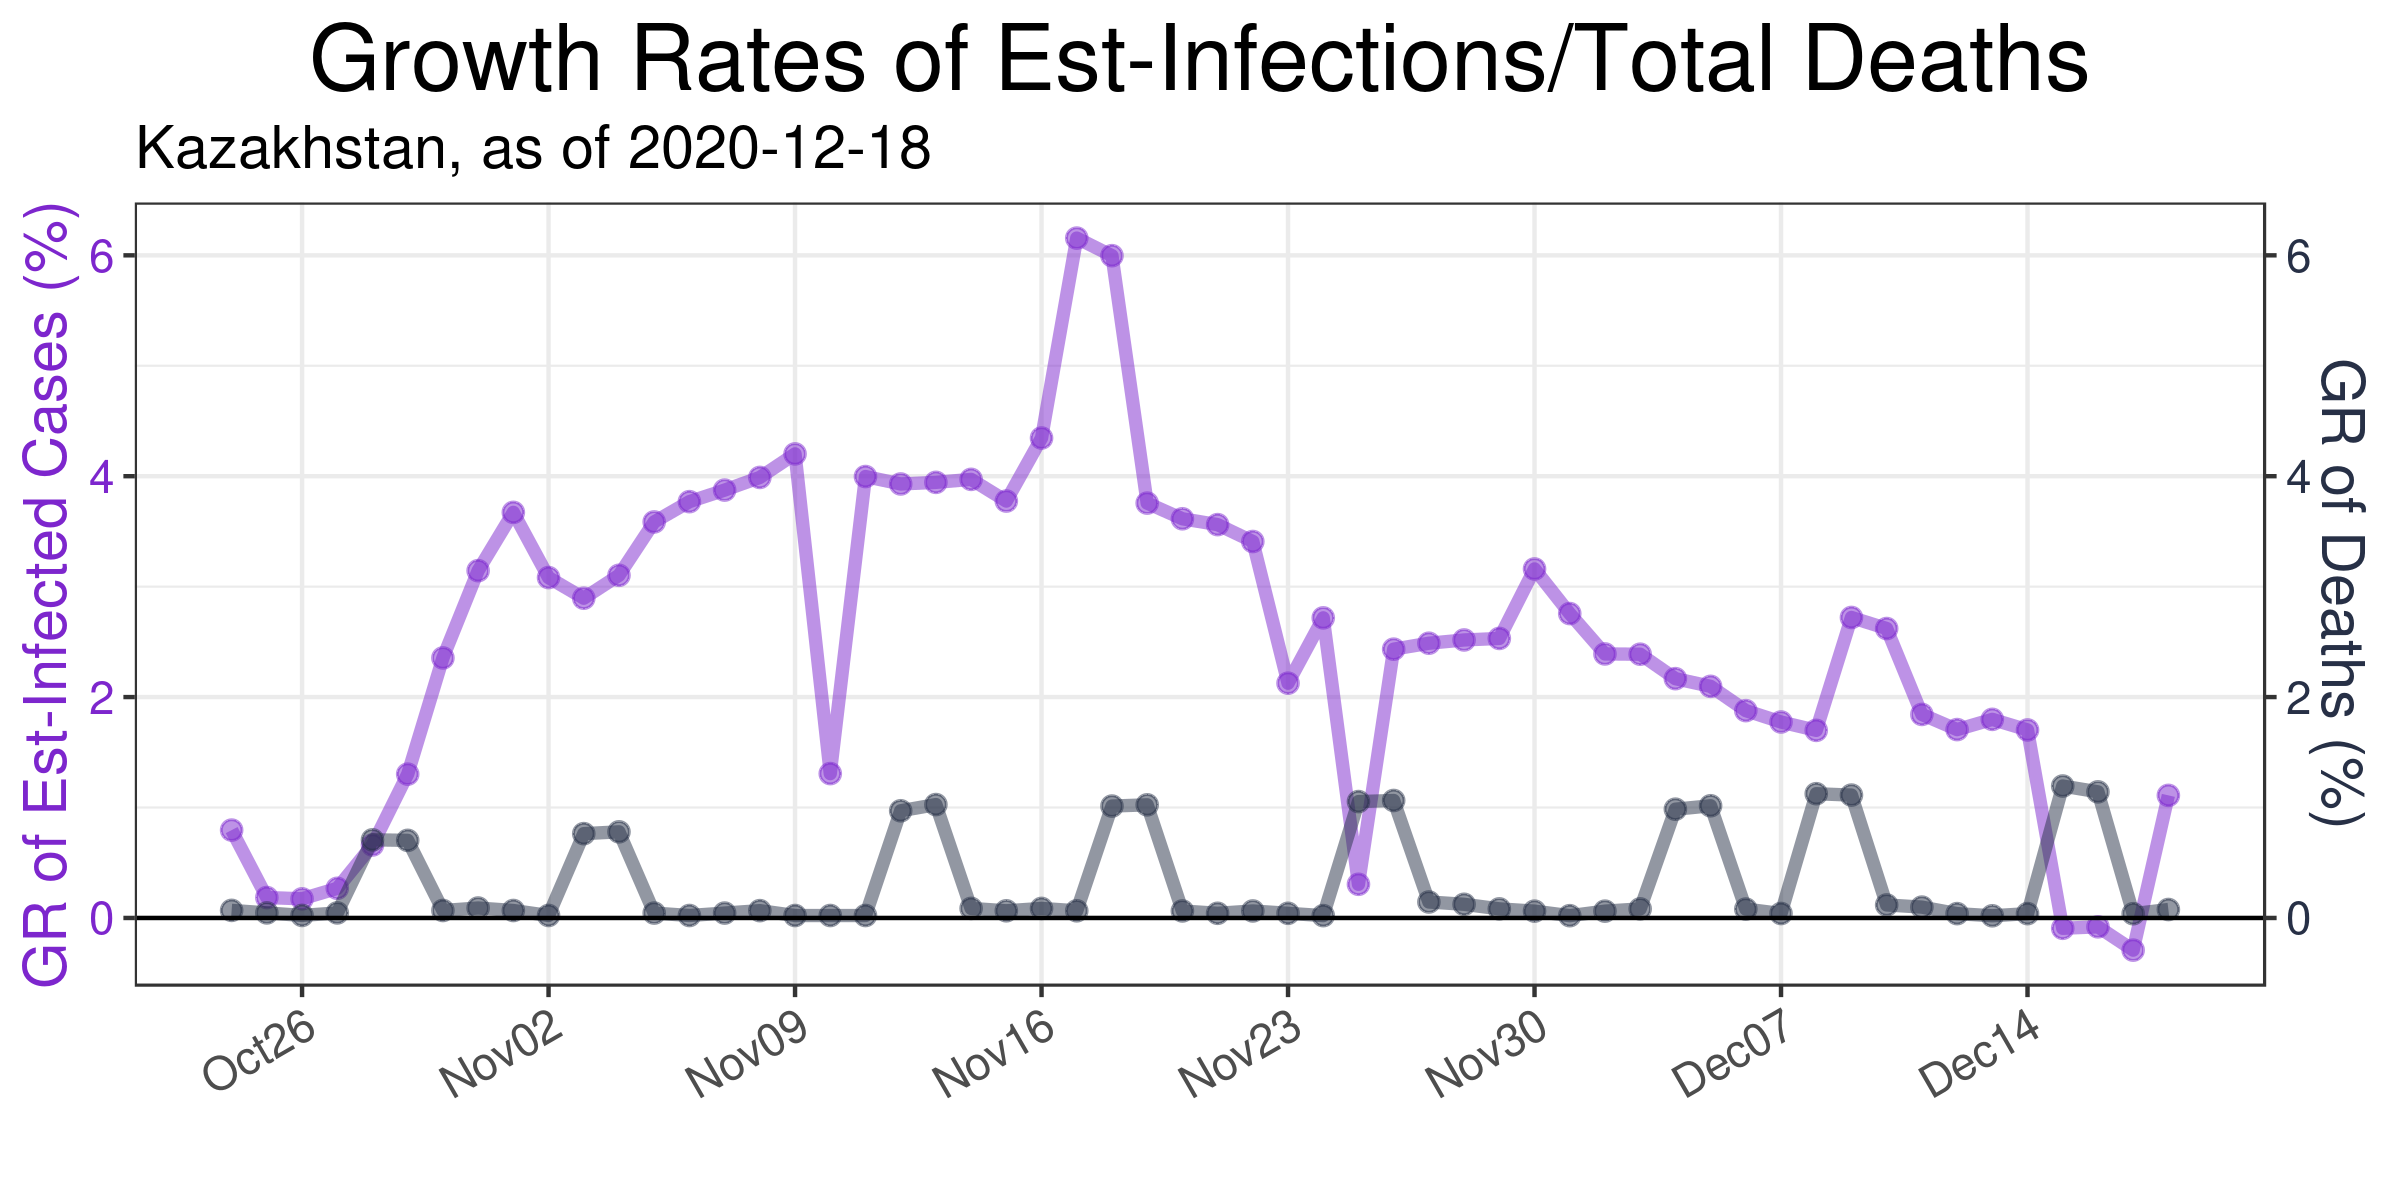 Growth Rates of Est-Infections/Total Deaths
Kazakhstan, as of 2020-12-18
GR of Est-Infected Cases (%)
6
4
2
0
6
4
2
0
GR of Deaths (%)
Oct26
Nov02
Nov09
Nov16
Nov23
Nov30
Dec07
Dec14